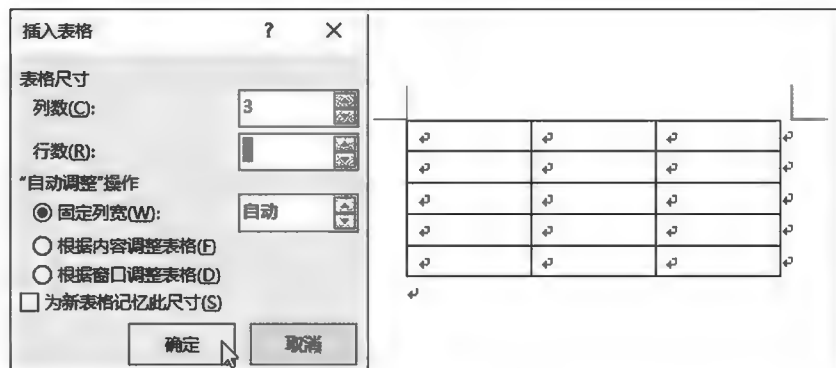 插入表格 ? ×
表格尺寸
列数(C): 3
行数(R):
“自动调整”操作
固定列宽(W): 自动
根据内容调整表格(F)
根据窗口调整表格(D)
为新表格记忆此尺寸(S)
确定 取消